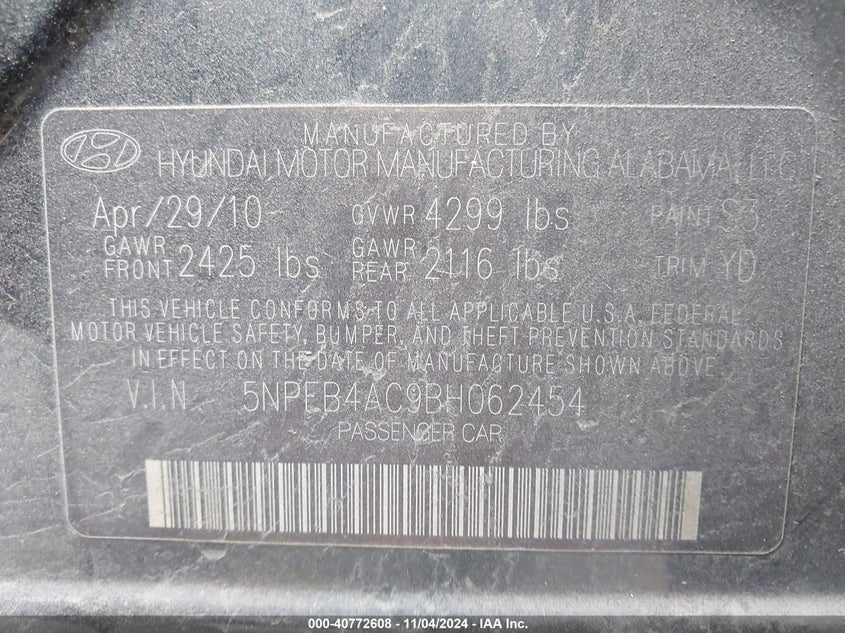 MANUFACTURED BY
HYUNDAI MOTOR MANUFACTURING ALABAMA, LLC
Apr/29/10 GVWR 4299 lbs PAINT S3
GAWR FRONT 2425 lbs GAWR REAR 2116 lbs TRIM YD
THIS VEHICLE CONFORMS TO ALL APPLICABLE U.S.A. FEDERAL
MOTOR VEHICLE SAFETY, BUMPER, AND THEFT PREVENTION STANDARDS
IN EFFECT ON THE DATE OF MANUFACTURE SHOWN ABOVE
V.I.N. 5NPEB4AC9BH062454
PASSENGER CAR
000-40772608 - 11/04/2024 - IAA Inc.